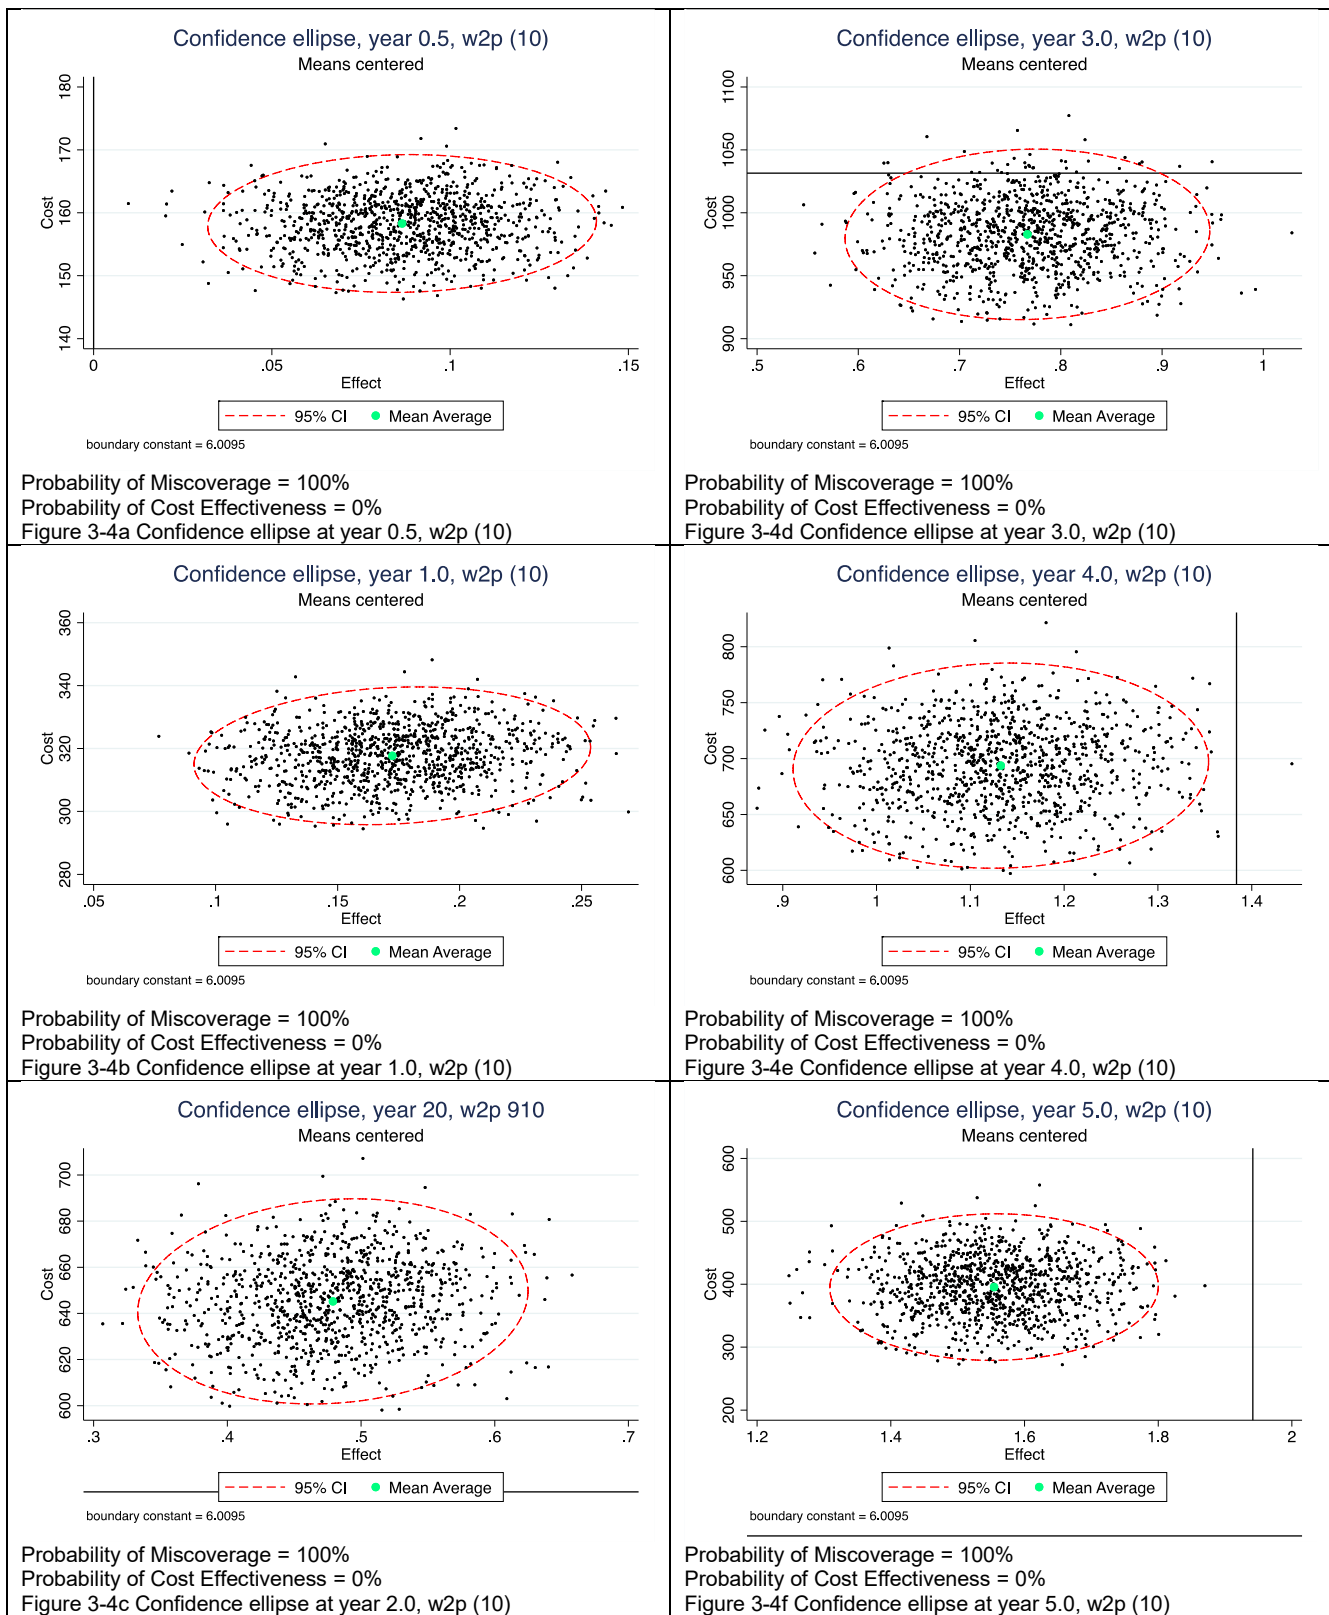 Confidence ellipse, year 0.5, w2p (10)
Means centered
180
170
160
150
140
Cost
0
.05
.1
.15
Effect
95% CI
Mean Average
boundary constant = 6.0095
Probability of Miscoverage = 100%
Probability of Cost Effectiveness = 0%
Figure 3-4a Confidence ellipse at year 0.5, w2p (10)
Confidence ellipse, year 3.0, w2p (10)
Means centered
1100
1050
1000
950
900
Cost
.5
.6
.7
.8
.9
1
Effect
95% CI
Mean Average
boundary constant = 6.0095
Probability of Miscoverage = 100%
Probability of Cost Effectiveness = 0%
Figure 3-4d Confidence ellipse at year 3.0, w2p (10)
Confidence ellipse, year 1.0, w2p (10)
Means centered
360
340
320
300
280
Cost
.05
.1
.15
.2
.25
Effect
95% CI
Mean Average
boundary constant = 6.0095
Probability of Miscoverage = 100%
Probability of Cost Effectiveness = 0%
Figure 3-4b Confidence ellipse at year 1.0, w2p (10)
Confidence ellipse, year 4.0, w2p (10)
Means centered
800
750
700
650
600
Cost
.9
1
1.1
1.2
1.3
1.4
Effect
95% CI
Mean Average
boundary constant = 6.0095
Probability of Miscoverage = 100%
Probability of Cost Effectiveness = 0%
Figure 3-4e Confidence ellipse at year 4.0, w2p (10)
Confidence ellipse, year 20, w2p 910
Means centered
700
680
660
640
620
600
Cost
.3
.4
.5
.6
.7
Effect
95% CI
Mean Average
boundary constant = 6.0095
Probability of Miscoverage = 100%
Probability of Cost Effectiveness = 0%
Figure 3-4c Confidence ellipse at year 2.0, w2p (10)
Confidence ellipse, year 5.0, w2p (10)
Means centered
600
500
400
300
200
Cost
1.2
1.4
1.6
1.8
2
Effect
95% CI
Mean Average
boundary constant = 6.0095
Probability of Miscoverage = 100%
Probability of Cost Effectiveness = 0%
Figure 3-4f Confidence ellipse at year 5.0, w2p (10)